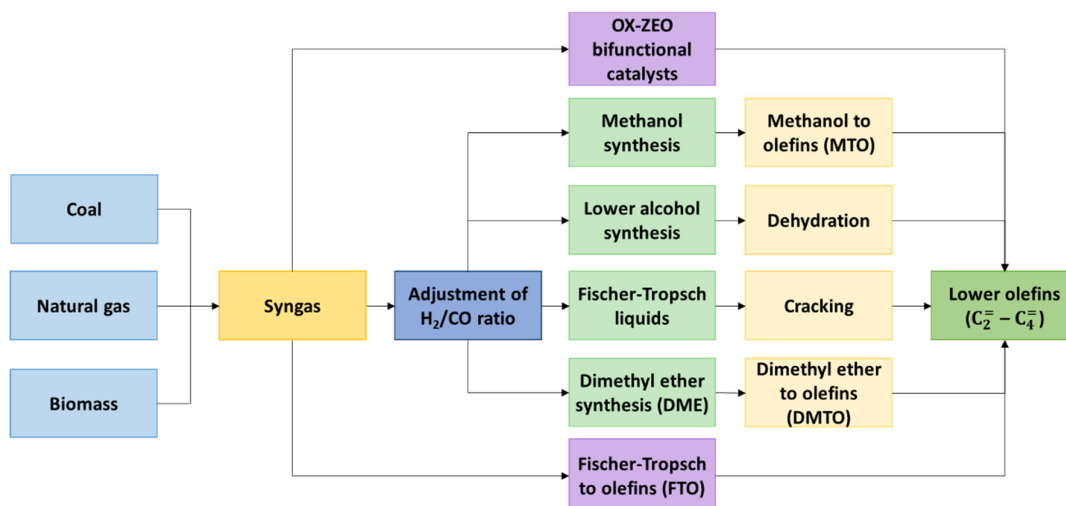 OX-ZEO
bifunctional
catalysts
Methanol
synthesis
Methanol to
olefins (MTO)
Coal
Lower alcohol
synthesis
Dehydration
Natural gas
Syngas
Adjustment of
H₂/CO ratio
Fischer-Tropsch
liquids
Cracking
Lower olefins
(C₂⁼ − C₄⁼)
Biomass
Dimethyl ether
synthesis (DME)
Dimethyl ether
to olefins
(DMTO)
Fischer-Tropsch
to olefins (FTO)